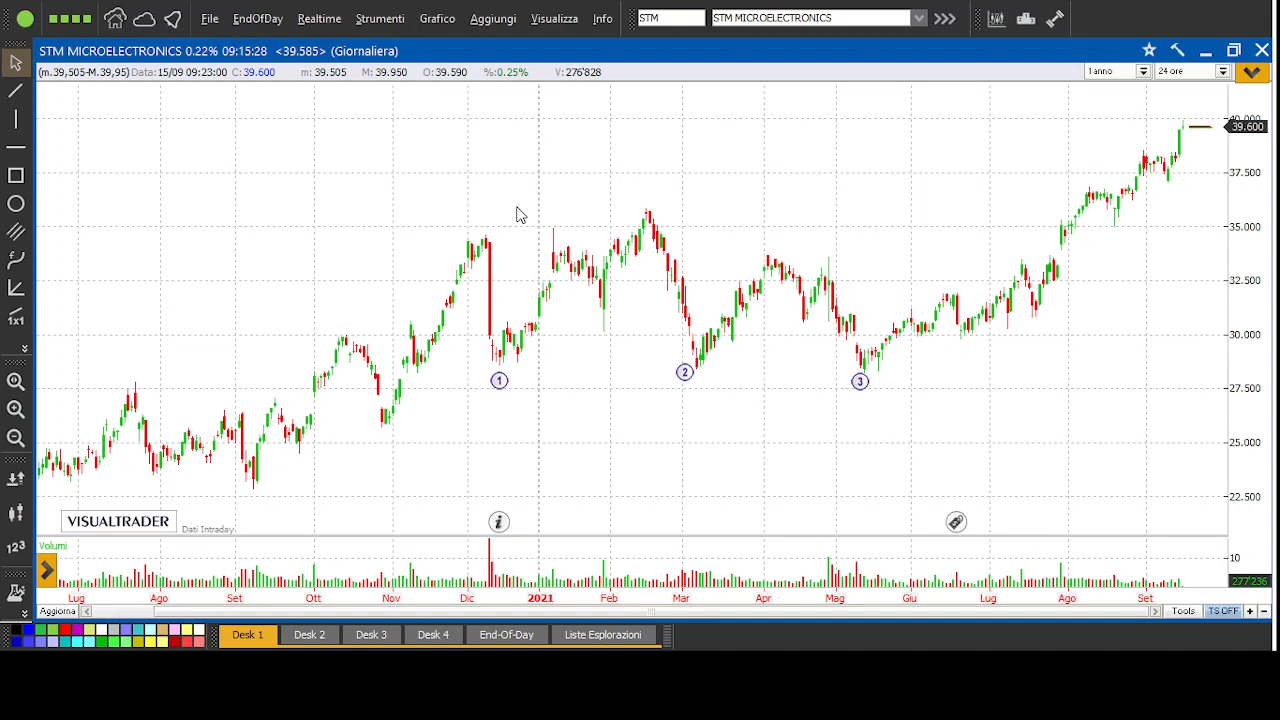 File EndOfDay Realtime Strumenti Grafico Aggiungi Visualizza Info STM STM MICROELECTRONICS
STM MICROELECTRONICS 0.22% 09:15:28 <39.585> (Giornaliera)
(m.39,505-M.39,95) Data:15/09 09:23:00 C:39.600 m:39.505 M:39.950 O:39.590 %:0.25% V:276'828 1 anno 24 ore
40.000
39.600
37.500
35.000
32.500
30.000
27.500
25.000
22.500
1 2 3
VISUALTRADER Dati Intraday
Volumi
10
277'236
Lug Ago Set Ott Nov Dic 2021 Feb Mar Apr Mag Giu Lug Ago Set
Aggiorna Tools TS OFF
Desk 1 Desk 2 Desk 3 Desk 4 End-Of-Day Liste Esplorazioni
1x1
123